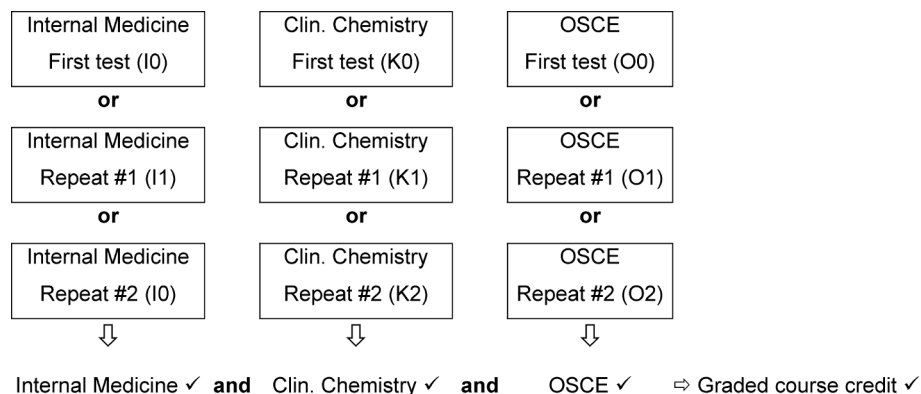 Internal Medicine
First test (I0)
Clin. Chemistry
First test (K0)
OSCE
First test (O0)
or
or
or
Internal Medicine
Repeat #1 (I1)
Clin. Chemistry
Repeat #1 (K1)
OSCE
Repeat #1 (O1)
or
or
or
Internal Medicine
Repeat #2 (I0)
Clin. Chemistry
Repeat #2 (K2)
OSCE
Repeat #2 (O2)
Internal Medicine ✓ and Clin. Chemistry ✓ and OSCE ✓ ⇨ Graded course credit ✓